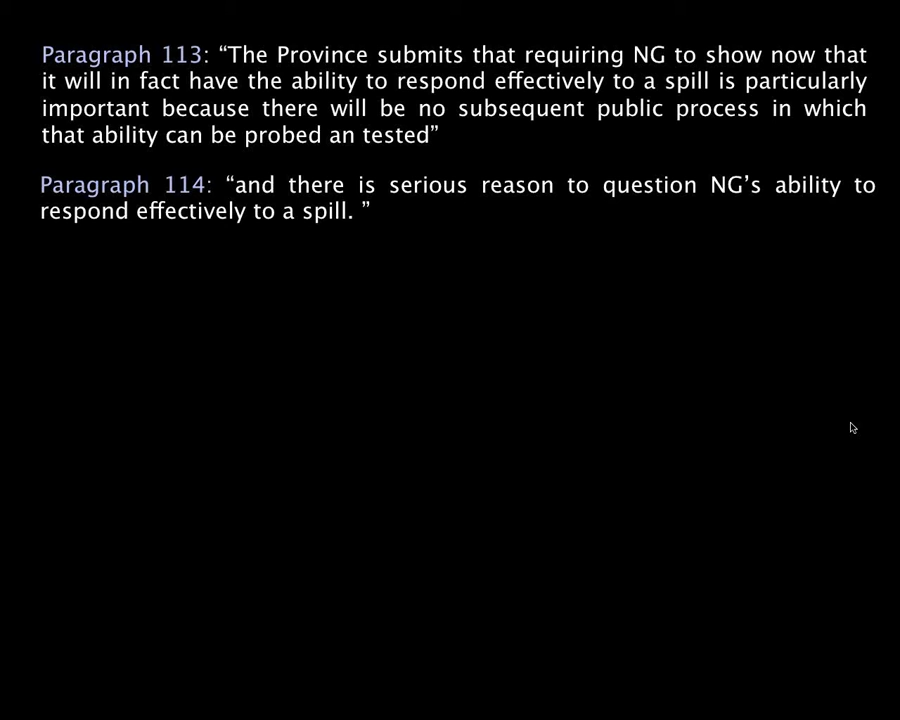 Paragraph 113: “The Province submits that requiring NG to show now that
it will in fact have the ability to respond effectively to a spill is particularly
important because there will be no subsequent public process in which
that ability can be probed an tested”
Paragraph 114: “and there is serious reason to question NG’s ability to
respond effectively to a spill. ”